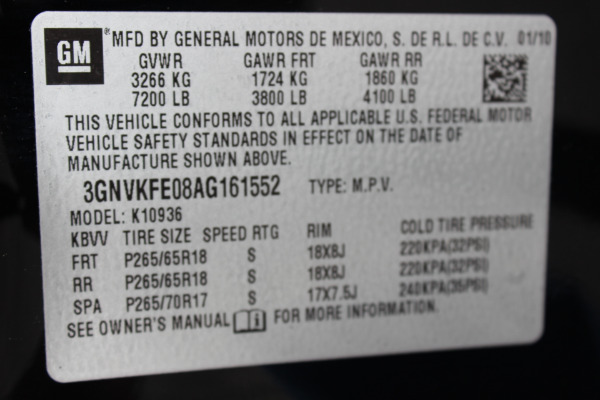 GM MFD BY GENERAL MOTORS DE MEXICO, S. DE R.L. DE C.V. 01/10
GVWR GAWR FRT GAWR RR
3266 KG 1724 KG 1860 KG
7200 LB 3800 LB 4100 LB
THIS VEHICLE CONFORMS TO ALL APPLICABLE U.S. FEDERAL MOTOR
VEHICLE SAFETY STANDARDS IN EFFECT ON THE DATE OF
MANUFACTURE SHOWN ABOVE.
3GNVKFE08AG161552 TYPE: M.P.V.
MODEL: K10936
KBVV TIRE SIZE SPEED RTG RIM COLD TIRE PRESSURE
FRT P265/65R18 S 18X8J 220KPA(32PSI)
RR P265/65R18 S 18X8J 220KPA(32PSI)
SPA P265/70R17 S 17X7.5J 240KPA(35PSI)
SEE OWNER'S MANUAL FOR MORE INFORMATION.